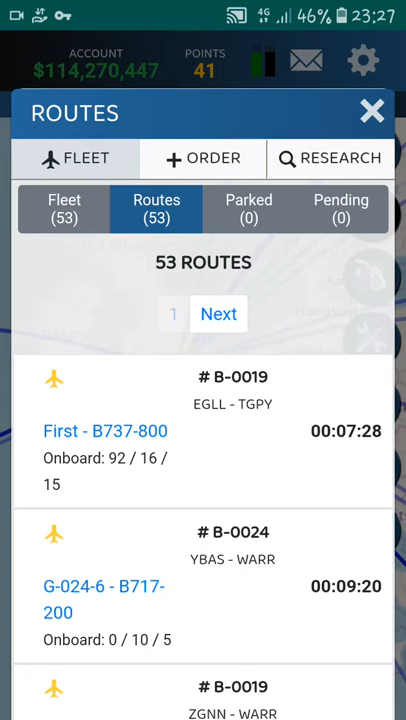 4G 46% 23:27
ACCOUNT POINTS
$114,270,447 41
ROUTES
FLEET ORDER RESEARCH
Fleet Routes Parked Pending
(53) (53) (0) (0)
53 ROUTES
1 Next
# B-0019
EGLL - TGPY
First - B737-800 00:07:28
Onboard: 92 / 16 /
15
# B-0024
YBAS - WARR
G-024-6 - B717- 00:09:20
200
Onboard: 0 / 10 / 5
# B-0019
ZGNN - WARR